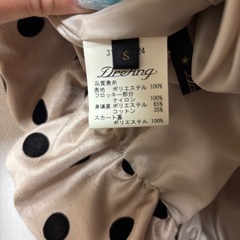 S
品質表示
表地 ポリエステル 100%
フロッキー部分
ナイロン 100%
身頃裏 ポリエステル 65%
コットン 35%
スカート裏
ポリエステル 100%